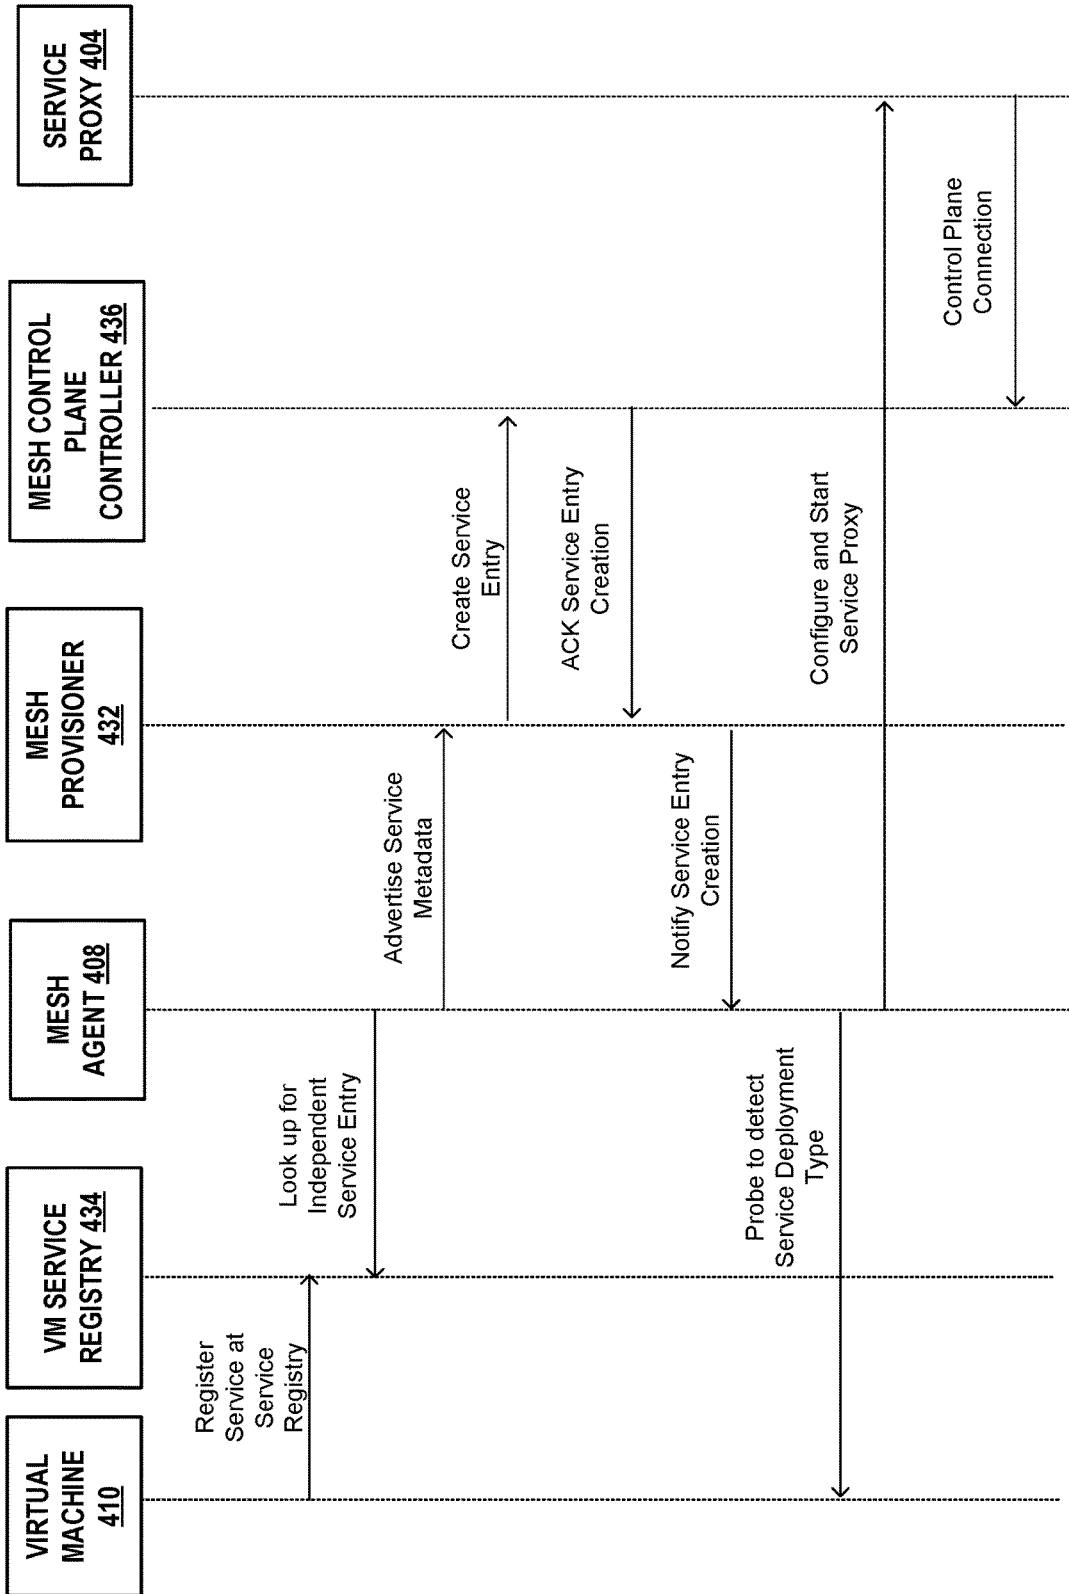 VIRTUAL
MACHINE
410
VM SERVICE
REGISTRY 434
MESH
AGENT 408
MESH
PROVISIONER
432
MESH CONTROL
PLANE
CONTROLLER 436
SERVICE
PROXY 404
Register
Service at
Service
Registry
Look up for
Independent
Service Entry
Advertise Service
Metadata
Create Service
Entry
ACK Service Entry
Creation
Notify Service Entry
Creation
Probe to detect
Service Deployment
Type
Configure and Start
Service Proxy
Control Plane
Connection